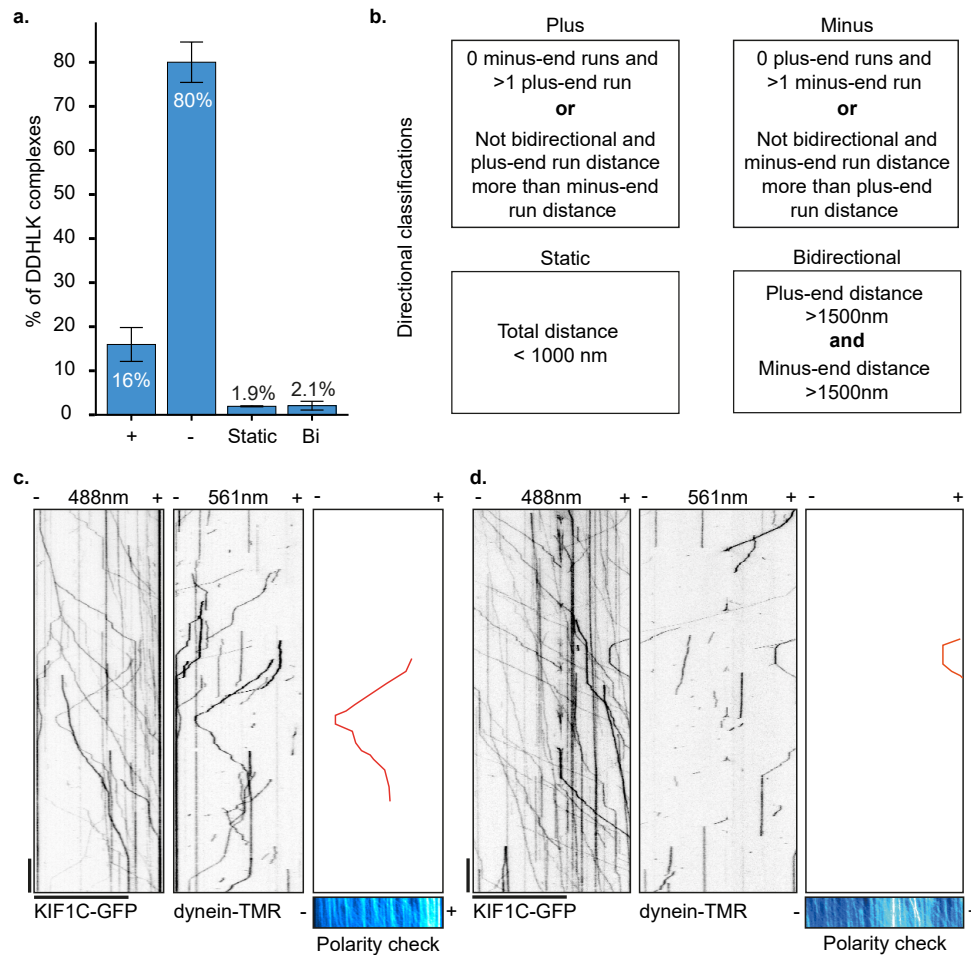 a.
% of DDHLK complexes
80
70
60
50
40
30
20
10
0
80%
16%
1.9%
2.1%
+
-
Static
Bi
b.
Directional classifications
Plus
0 minus-end runs and
>1 plus-end run
or
Not bidirectional and
plus-end run distance
more than minus-end
run distance
Minus
0 plus-end runs and
>1 minus-end run
or
Not bidirectional and
minus-end run distance
more than plus-end
run distance
Static
Total distance
< 1000 nm
Bidirectional
Plus-end distance
>1500nm
and
Minus-end distance
>1500nm
c.
- 488nm +
- 561nm +
- +
KIF1C-GFP
dynein-TMR
- +
Polarity check
d.
- 488nm +
- 561nm +
- +
KIF1C-GFP
dynein-TMR
- +
Polarity check